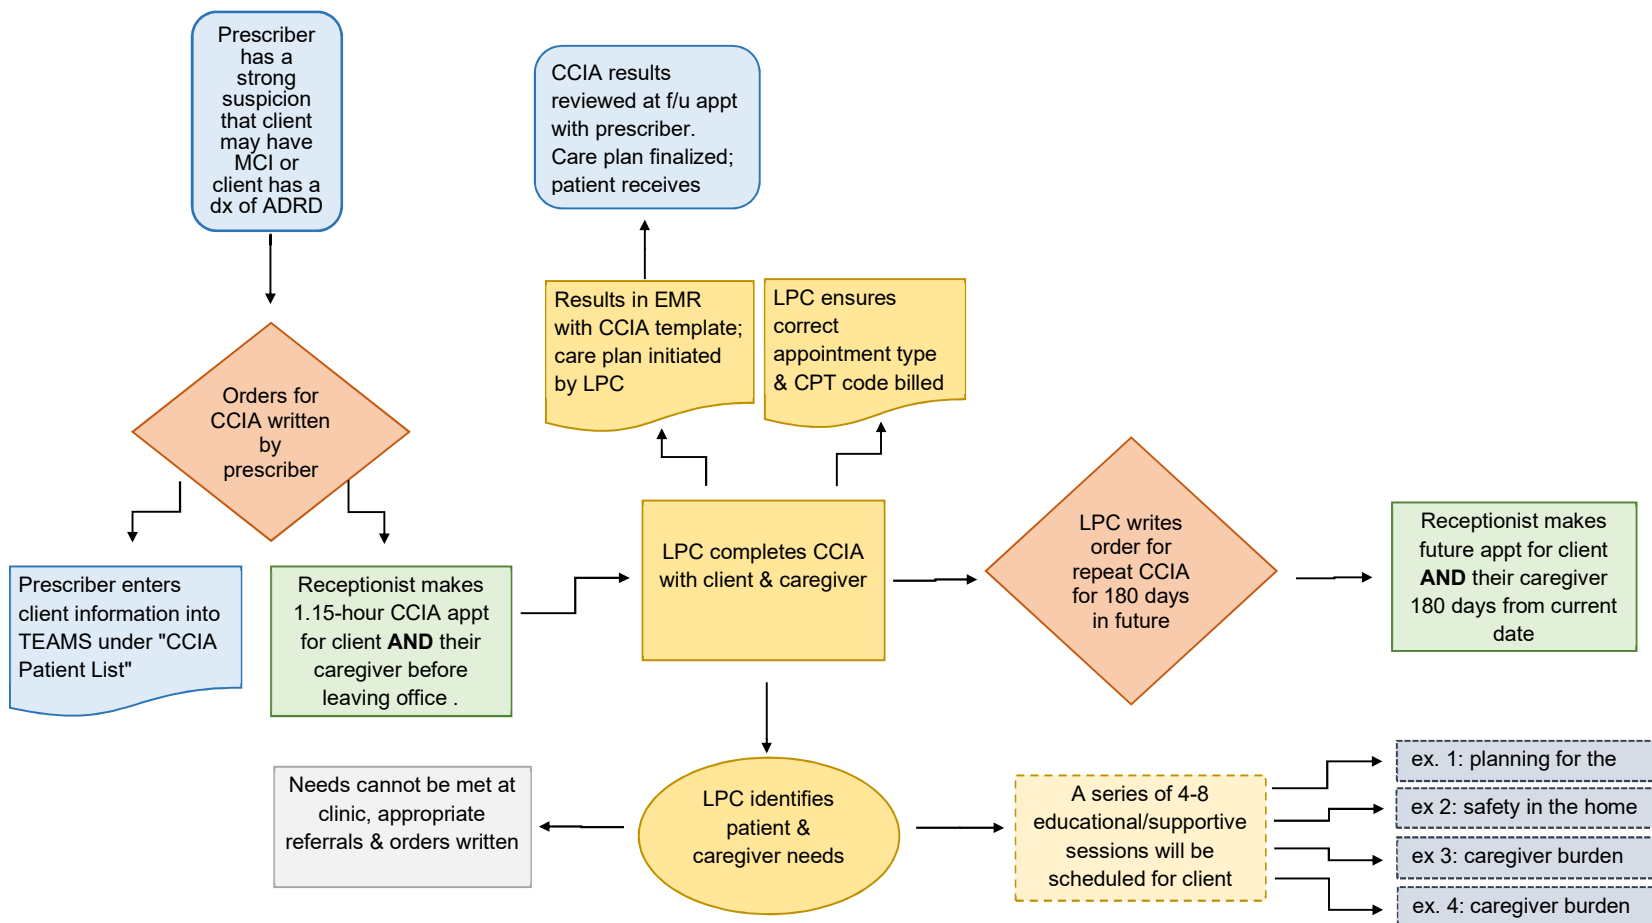 Prescriber
has a
strong
suspicion
that client
may have
MCI or
client has a
dx of ADRD
CCIA results
reviewed at f/u appt
with prescriber.
Care plan finalized;
patient receives
Orders for
CCIA written
by
prescriber
Results in EMR
with CCIA template;
care plan initiated
by LPC
LPC ensures
correct
appointment type
& CPT code billed
Prescriber enters
client information into
TEAMS under "CCIA
Patient List"
Receptionist makes
1.15-hour CCIA appt
for client AND their
caregiver before
leaving office .
LPC completes CCIA
with client & caregiver
LPC writes
order for
repeat CCIA
for 180 days
in future
Receptionist makes
future appt for client
AND their caregiver
180 days from current
date
Needs cannot be met at
clinic, appropriate
referrals & orders written
LPC identifies
patient &
caregiver needs
A series of 4-8
educational/supportive
sessions will be
scheduled for client
ex. 1: planning for the
ex 2: safety in the home
ex 3: caregiver burden
ex. 4: caregiver burden